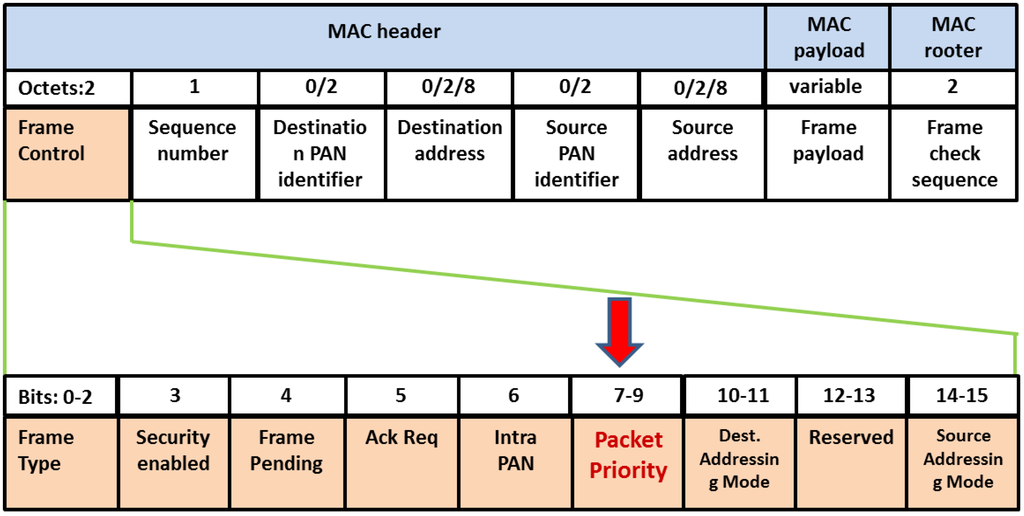 MAC header
MAC
payload
MAC
rooter
Octets:2
1
0/2
0/2/8
0/2
0/2/8
variable
2
Frame
Control
Sequence
number
Destinatio
n PAN
identifier
Destination
address
Source
PAN
identifier
Source
address
Frame
payload
Frame
check
sequence
Bits: 0-2
3
4
5
6
7-9
10-11
12-13
14-15
Frame
Type
Security
enabled
Frame
Pending
Ack Req
Intra
PAN
Packet
Priority
Dest.
Addressin
g Mode
Reserved
Source
Addressin
g Mode